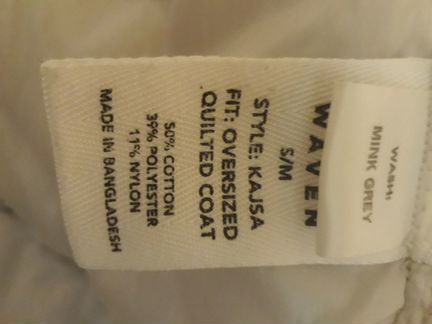 WASH:
MINK GREY
WAVEN
S/M
STYLE: KAJSA
FIT: OVERSIZED
QUILTED COAT
50% COTTON
39% POLYESTER
11% NYLON
MADE IN BANGLADESH